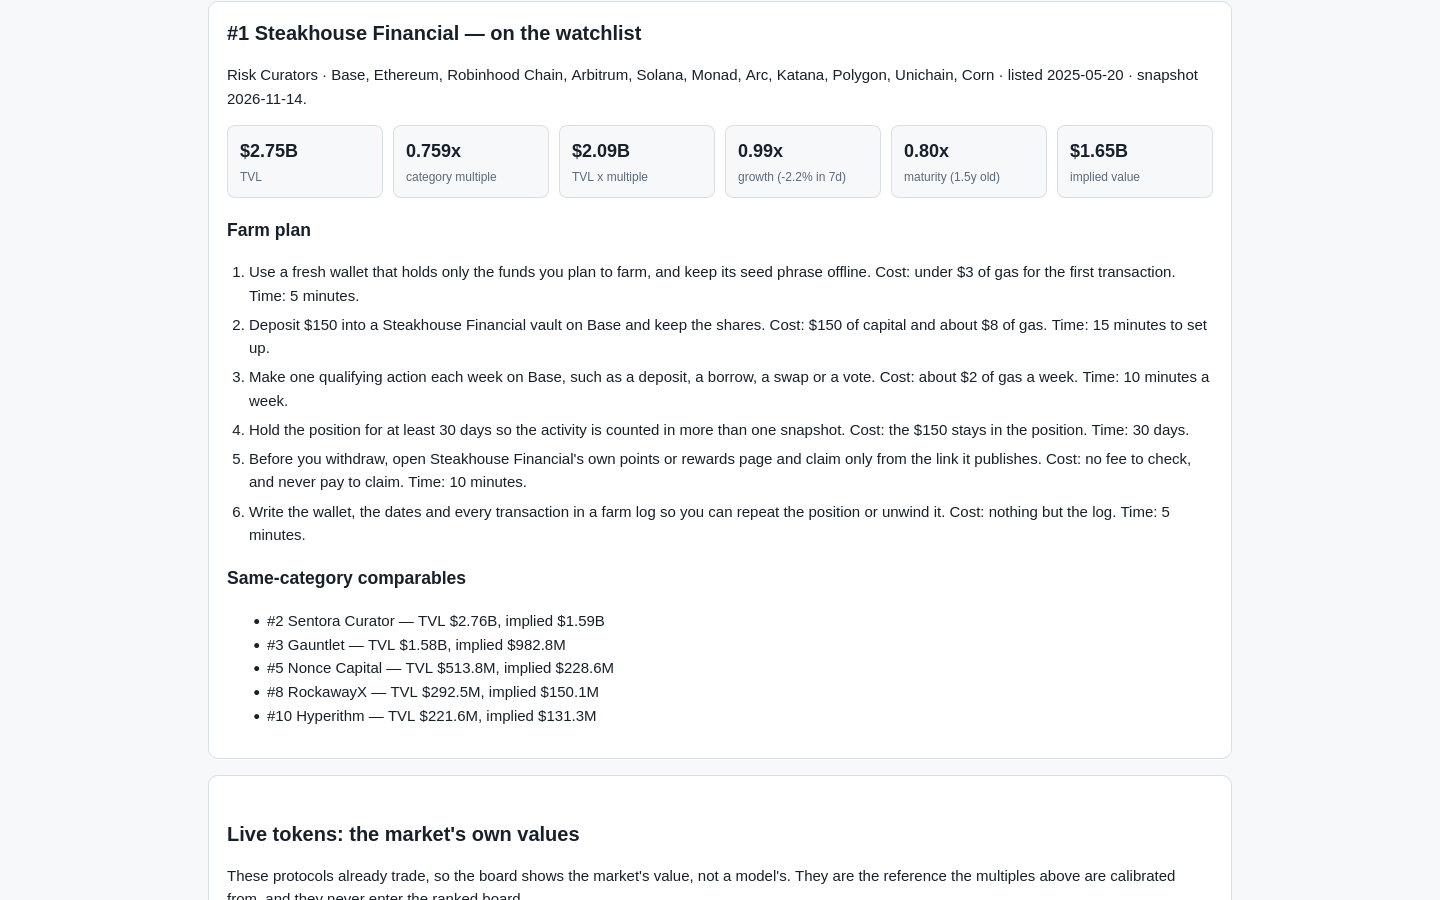 #1 Steakhouse Financial — on the watchlist
Risk Curators · Base, Ethereum, Robinhood Chain, Arbitrum, Solana, Monad, Arc, Katana, Polygon, Unichain, Corn · listed 2025-05-20 · snapshot
2026-11-14.
$2.75B
TVL
0.759x
category multiple
$2.09B
TVL x multiple
0.99x
growth (-2.2% in 7d)
0.80x
maturity (1.5y old)
$1.65B
implied value
Farm plan
1. Use a fresh wallet that holds only the funds you plan to farm, and keep its seed phrase offline. Cost: under $3 of gas for the first transaction.
Time: 5 minutes.
2. Deposit $150 into a Steakhouse Financial vault on Base and keep the shares. Cost: $150 of capital and about $8 of gas. Time: 15 minutes to set
up.
3. Make one qualifying action each week on Base, such as a deposit, a borrow, a swap or a vote. Cost: about $2 of gas a week. Time: 10 minutes a
week.
4. Hold the position for at least 30 days so the activity is counted in more than one snapshot. Cost: the $150 stays in the position. Time: 30 days.
5. Before you withdraw, open Steakhouse Financial's own points or rewards page and claim only from the link it publishes. Cost: no fee to check,
and never pay to claim. Time: 10 minutes.
6. Write the wallet, the dates and every transaction in a farm log so you can repeat the position or unwind it. Cost: nothing but the log. Time: 5
minutes.
Same-category comparables
• #2 Sentora Curator — TVL $2.76B, implied $1.59B
• #3 Gauntlet — TVL $1.58B, implied $982.8M
• #5 Nonce Capital — TVL $513.8M, implied $228.6M
• #8 RockawayX — TVL $292.5M, implied $150.1M
• #10 Hyperithm — TVL $221.6M, implied $131.3M
Live tokens: the market's own values
These protocols already trade, so the board shows the market's value, not a model's. They are the reference the multiples above are calibrated
from, and they never enter the ranked board.